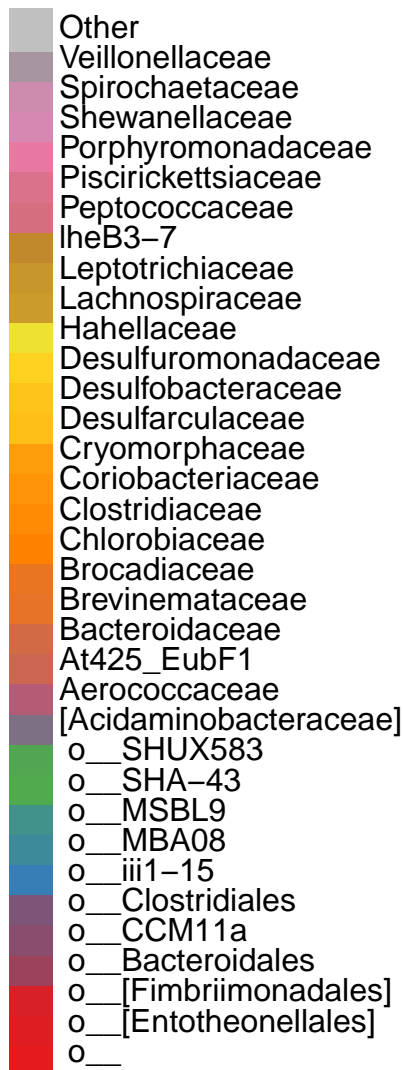 Other
Veillonellaceae
Spirochaetaceae
Shewanellaceae
Porphyromonadaceae
Piscirickettsiaceae
Peptococcaceae
lheB3−7
Leptotrichiaceae
Lachnospiraceae
Hahellaceae
Desulfuromonadaceae
Desulfobacteraceae
Desulfarculaceae
Cryomorphaceae
Coriobacteriaceae
Clostridiaceae
Chlorobiaceae
Brocadiaceae
Brevinemataceae
Bacteroidaceae
At425_EubF1
Aerococcaceae
[Acidaminobacteraceae]
o__SHUX583
o__SHA−43
o__MSBL9
o__MBA08
o__iii1−15
o__Clostridiales
o__CCM11a
o__Bacteroidales
o__[Fimbriimonadales]
o__[Entotheonellales]
o__